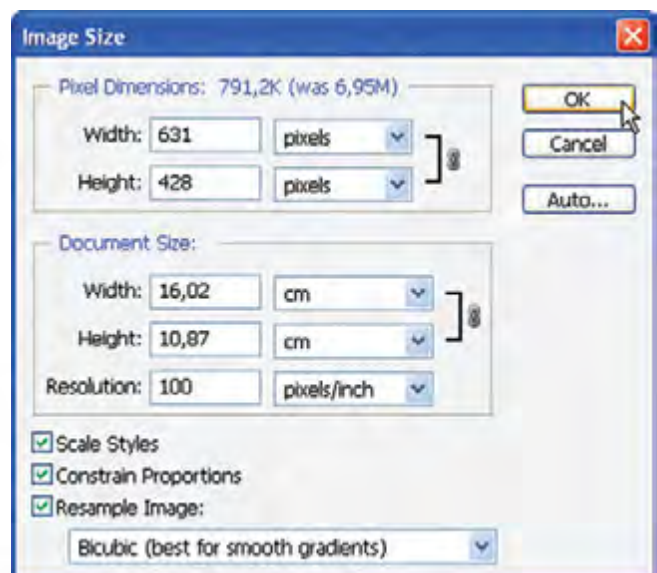 Image Size
Pixel Dimensions: 791,2K (was 6,95M)
OK
Width: 631 pixels
Cancel
Height: 428 pixels
Auto...
Document Size:
Width: 16,02 cm
Height: 10,87 cm
Resolution: 100 pixels/inch
Scale Styles
Constrain Proportions
Resample Image:
Bicubic (best for smooth gradients)